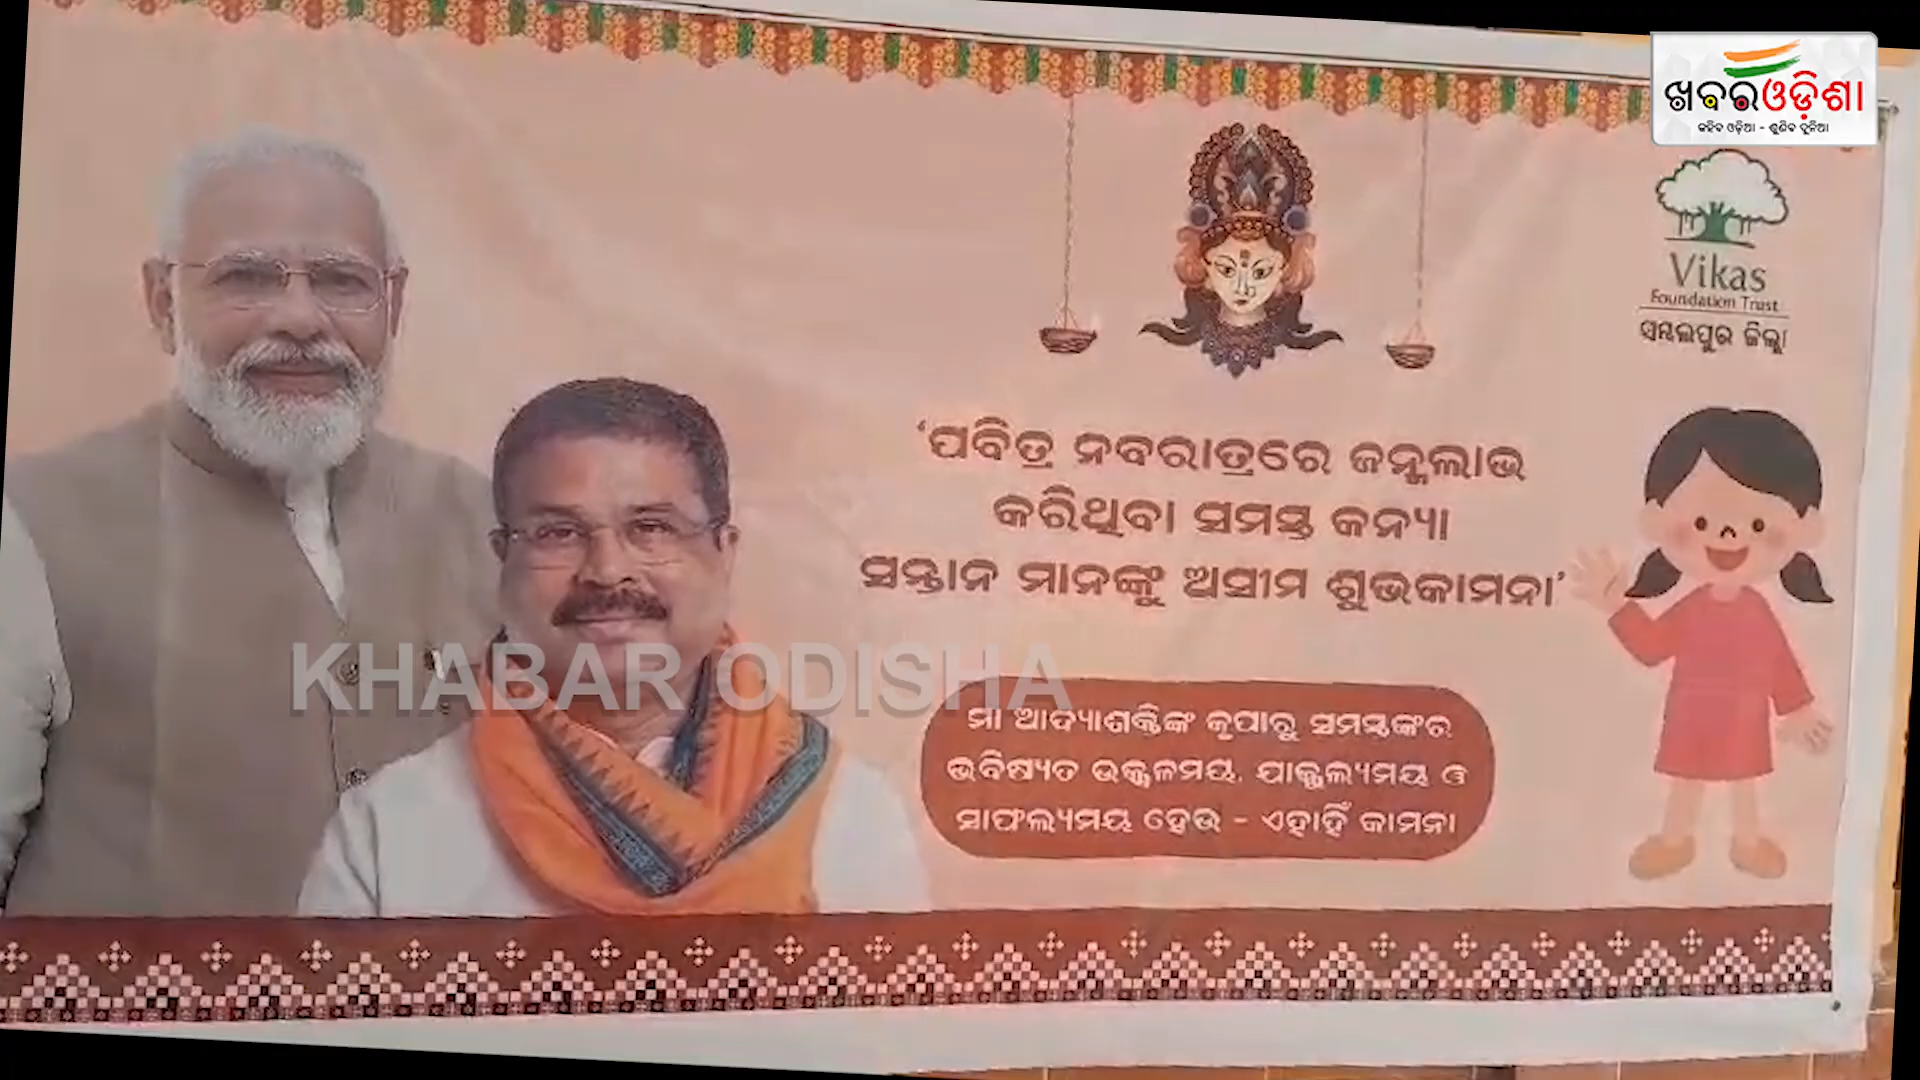 ଖବରଓଡ଼ିଶା
କହିବ ଓଡ଼ିଆ - ଶୁଣିବ ଦୁନିଆ
Vikas
Foundation Trust
ସମ୍ବଲପୁର ଜିଲ୍ଲା
‘ପବିତ୍ର ନବରାତ୍ରରେ ଜନ୍ମଲାଭ
କରିଥିବା ସମସ୍ତ କନ୍ୟା
ସନ୍ତାନ ମାନଙ୍କୁ ଅସୀମ ଶୁଭକାମନା’
KHABAR ODISHA
ମା ଆଦ୍ୟାଶକ୍ତିଙ୍କ କୃପାରୁ ସମସ୍ତଙ୍କର
ଭବିଷ୍ୟତ ଉଜ୍ଜ୍ୱଳମୟ, ଯାଜ୍ଜ୍ୱଲ୍ୟମୟ ଓ
ସାଫଲ୍ୟମୟ ହେଉ - ଏହାହିଁ କାମନା